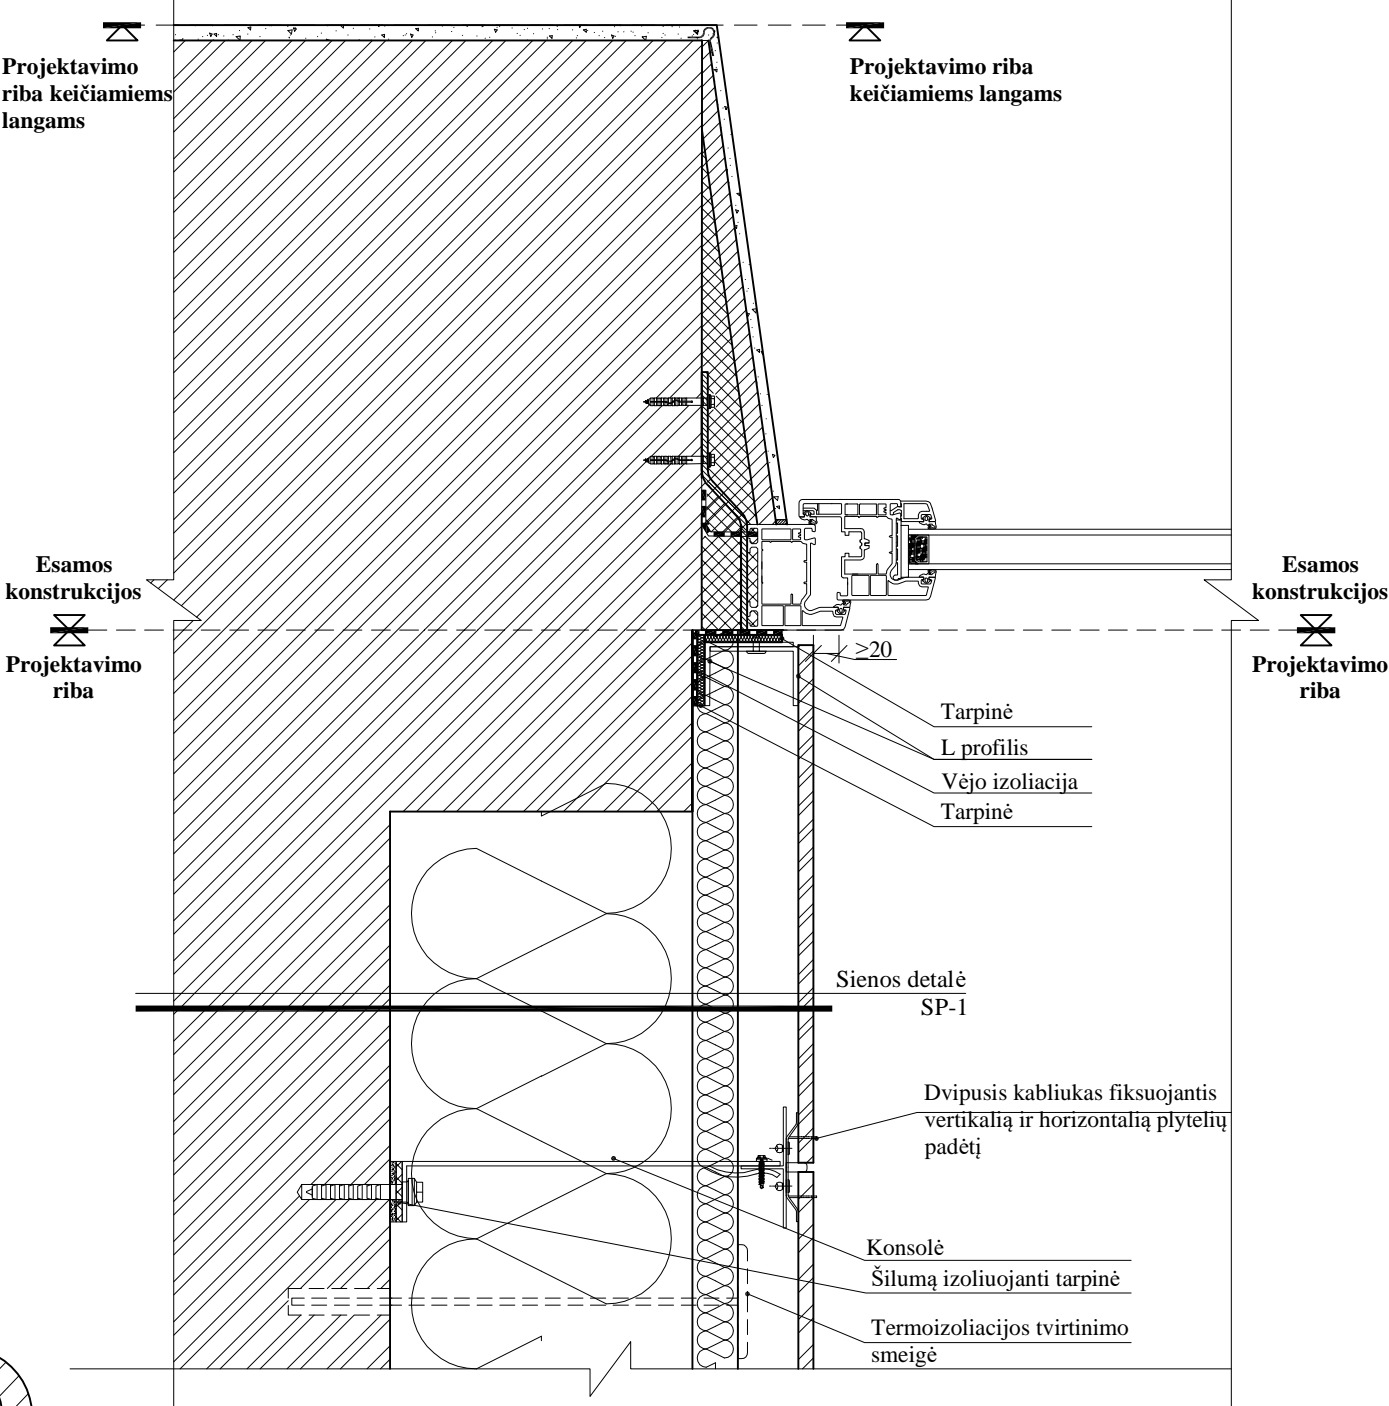 Projektavimo
riba keičiamiems
langams
Projektavimo riba
keičiamiems langams
Esamos
konstrukcijos
Projektavimo
riba
Esamos
konstrukcijos
Projektavimo
riba
≥20
Tarpinė
L profilis
Vėjo izoliacija
Tarpinė
Sienos detalė
SP-1
Dvipusis kabliukas fiksuojantis
vertikalią ir horizontalią plytelių
padėtį
Konsolė
Šilumą izoliuojanti tarpinė
Termoizoliacijos tvirtinimo
smeigė